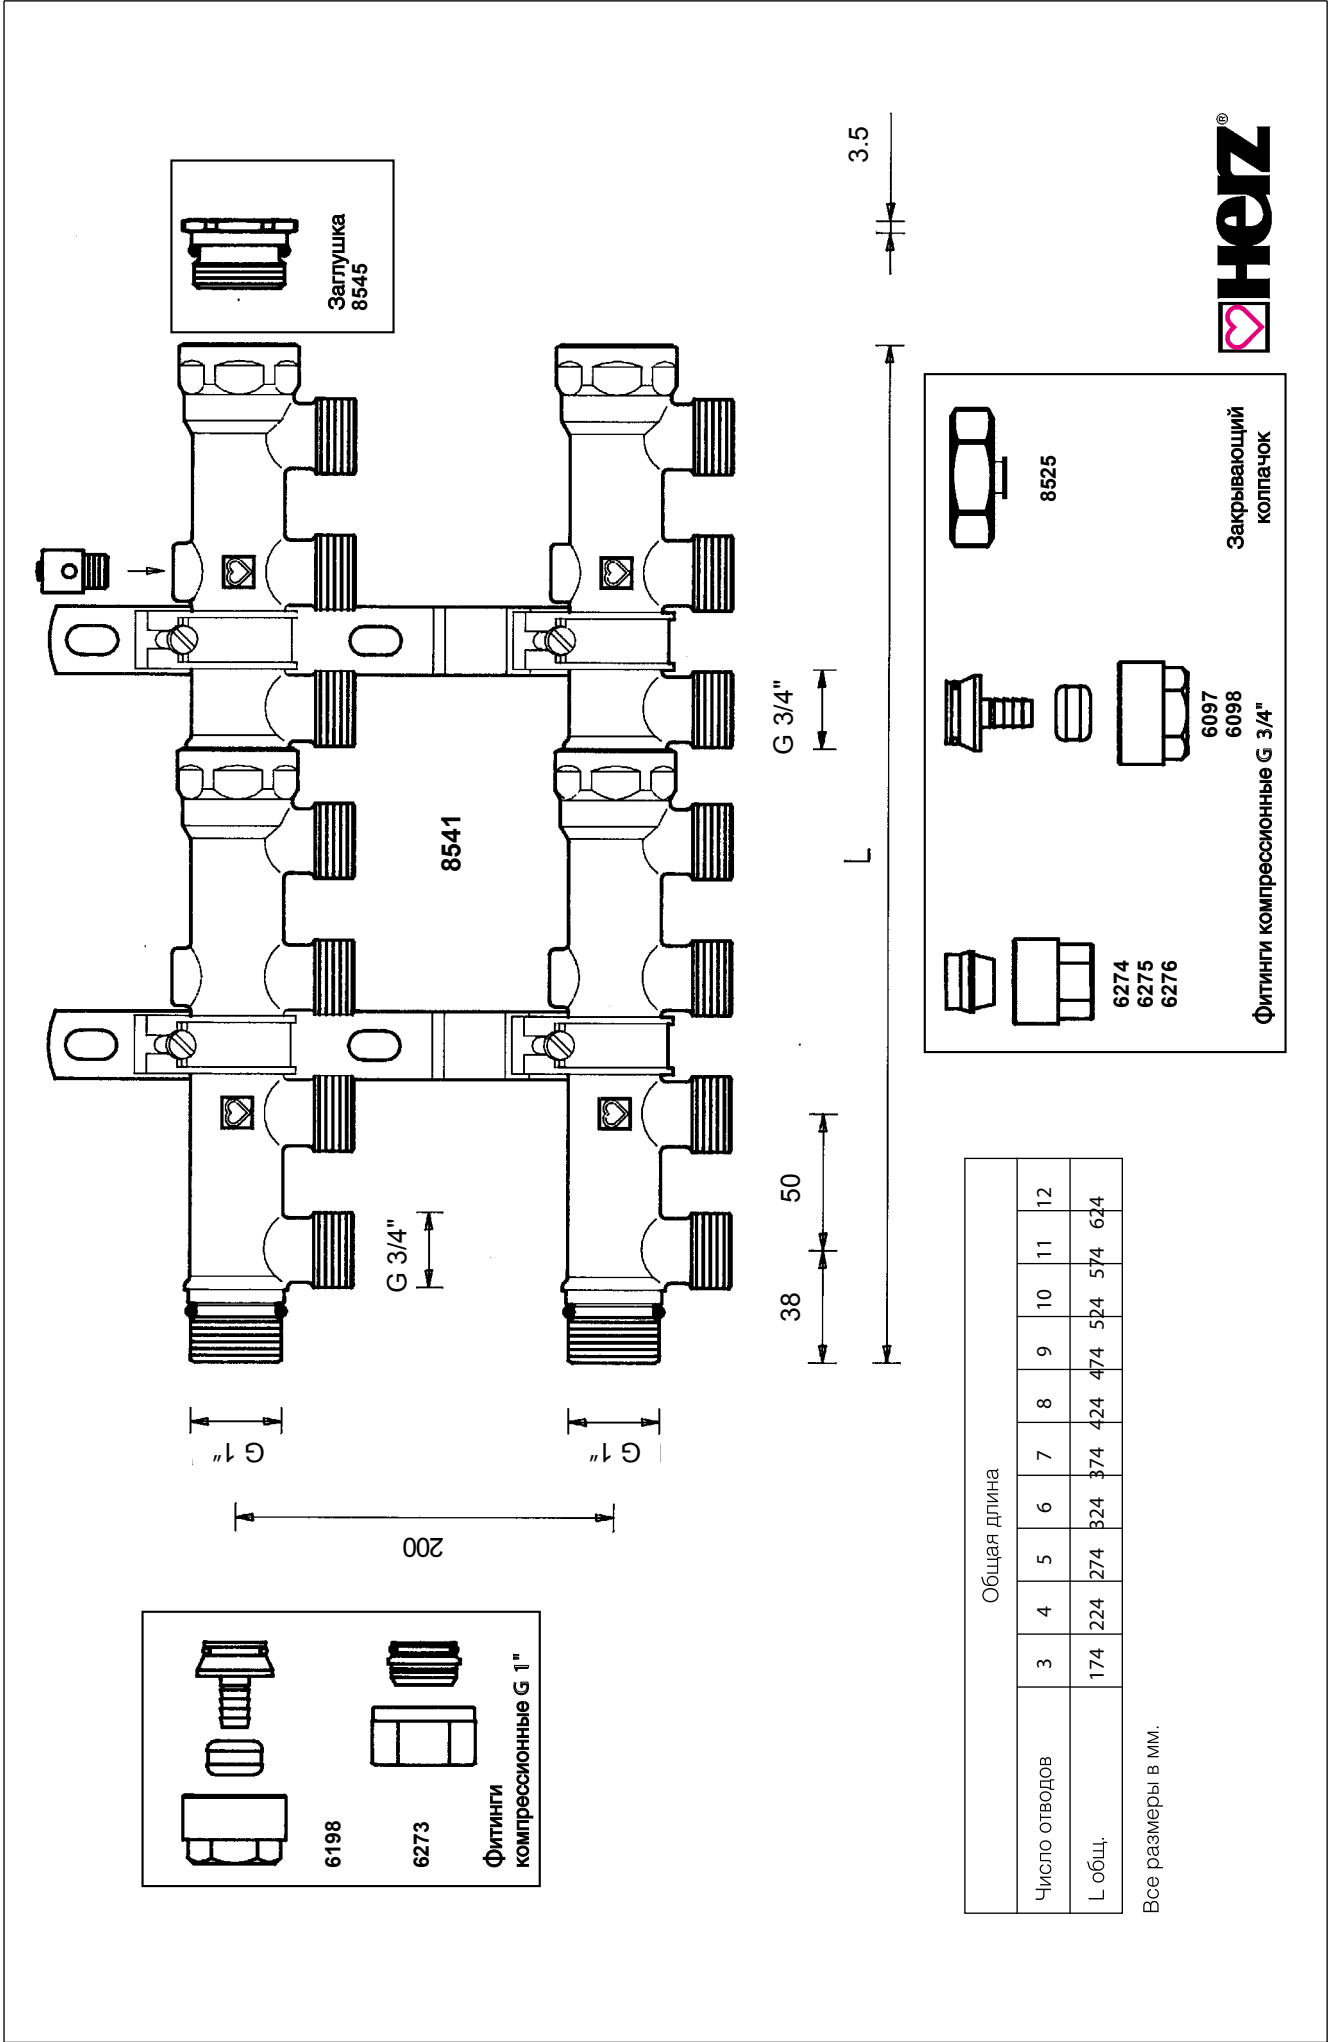 Заглушка
8545
3.5
Herz®
8541
G 3/4"
G 3/4"
L
50
38
G 1"
G 1"
200
6198
6273
Фитинги
компрессионные G 1"
8525
Закрывающий
колпачок
6097
6098
6274
6275
6276
Фитинги компрессионные G 3/4"
Общая длина
Число отводов 3 4 5 6 7 8 9 10 11 12
L общ. 174 224 274 324 374 424 474 524 574 624
Все размеры в мм.